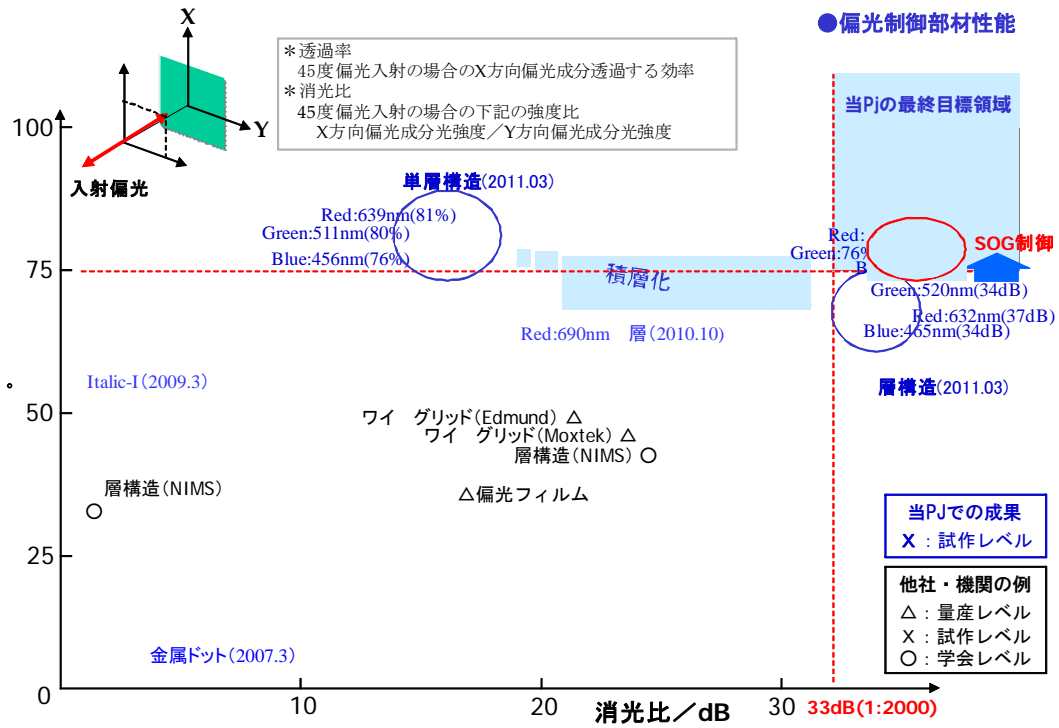 ●偏光制御部材性能
X
Y
入射偏光
＊透過率
45度偏光入射の場合のX方向偏光成分透過する効率
＊消光比
45度偏光入射の場合の下記の強度比
X方向偏光成分光強度／Y方向偏光成分光強度
当Pjの最終目標領域
100
単層構造(2011.03)
Red:639nm(81%)
Green:511nm(80%)
Blue:456nm(76%)
Red:
Green:76%
B
SOG制御
75
積層化
Green:520nm(34dB)
Red:632nm(37dB)
Blue:465nm(34dB)
Red:690nm 層(2010.10)
層構造(2011.03)
。
Italic-I(2009.3)
50
ワイ グリッド(Edmund) △
ワイ グリッド(Moxtek) △
層構造(NIMS) ○
層構造(NIMS)
○
△偏光フィルム
25
当PJでの成果
X：試作レベル
他社・機関の例
△：量産レベル
X：試作レベル
○：学会レベル
金属ドット(2007.3)
0
10
20
30
消光比／dB
33dB(1:2000)